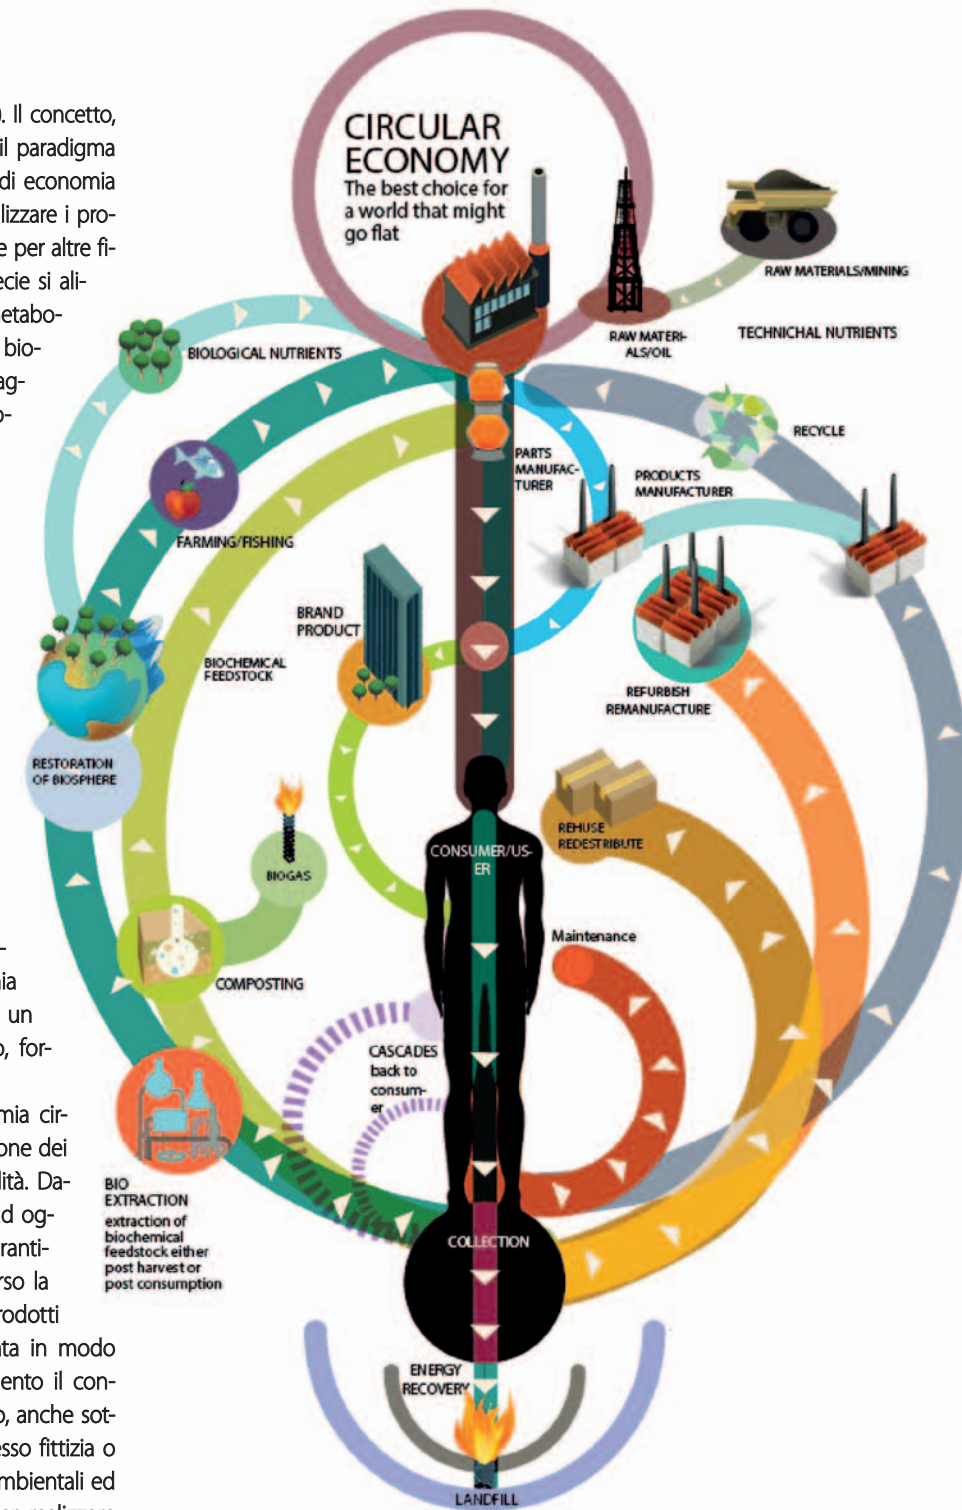 ). Il concetto,
il paradigma
di economia
lizzare i pro-
e per altre fi-
ecie si ali-
netabo-
bio-
ag-
o-
-
nia
un
o, for-
mia cir-
ione dei
lità. Da-
d og-
ranti-
rso la
rodotti
ata in modo
ento il con-
o, anche sot-
esso fittizia o
mbientali ed
CIRCULAR
ECONOMY
The best choice for
a world that might
go flat
RAW MATERIALS/MINING
RAW MATERI-
ALS/OIL
TECHNICHAL NUTRIENTS
BIOLOGICAL NUTRIENTS
RECYCLE
PARTS
MANUFAC-
TURER
PRODUCTS
MANUFACTURER
FARMING/FISHING
BRAND
PRODUCT
BIOCHEMICAL
FEEDSTOCK
REFURBISH
REMANUFACTURE
RESTORATION
OF BIOSPHERE
REHUSE
REDESTRIBUTE
CONSUMER/US-
ER
BIOGAS
Maintenance
COMPOSTING
CASCADES
back to
consum-
er
BIO
EXTRACTION
extraction of
biochemical
feedstock either
post harvest or
post consumption
COLLECTION
ENERGY
RECOVERY
LANDFILL